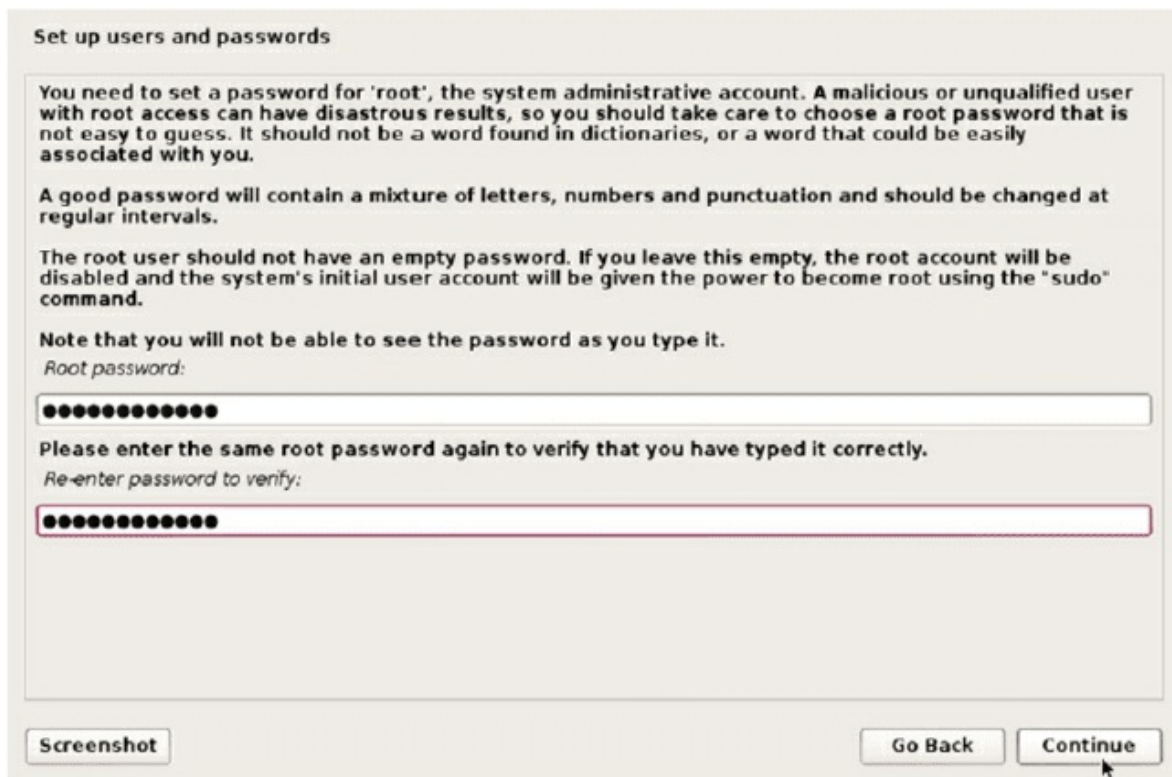 Set up users and passwords
You need to set a password for 'root', the system administrative account. A malicious or unqualified user
with root access can have disastrous results, so you should take care to choose a root password that is
not easy to guess. It should not be a word found in dictionaries, or a word that could be easily
associated with you.
A good password will contain a mixture of letters, numbers and punctuation and should be changed at
regular intervals.
The root user should not have an empty password. If you leave this empty, the root account will be
disabled and the system's initial user account will be given the power to become root using the "sudo"
command.
Note that you will not be able to see the password as you type it.
Root password:
●●●●●●●●●●●●
Please enter the same root password again to verify that you have typed it correctly.
Re-enter password to verify:
●●●●●●●●●●●●
Screenshot
Go Back
Continue